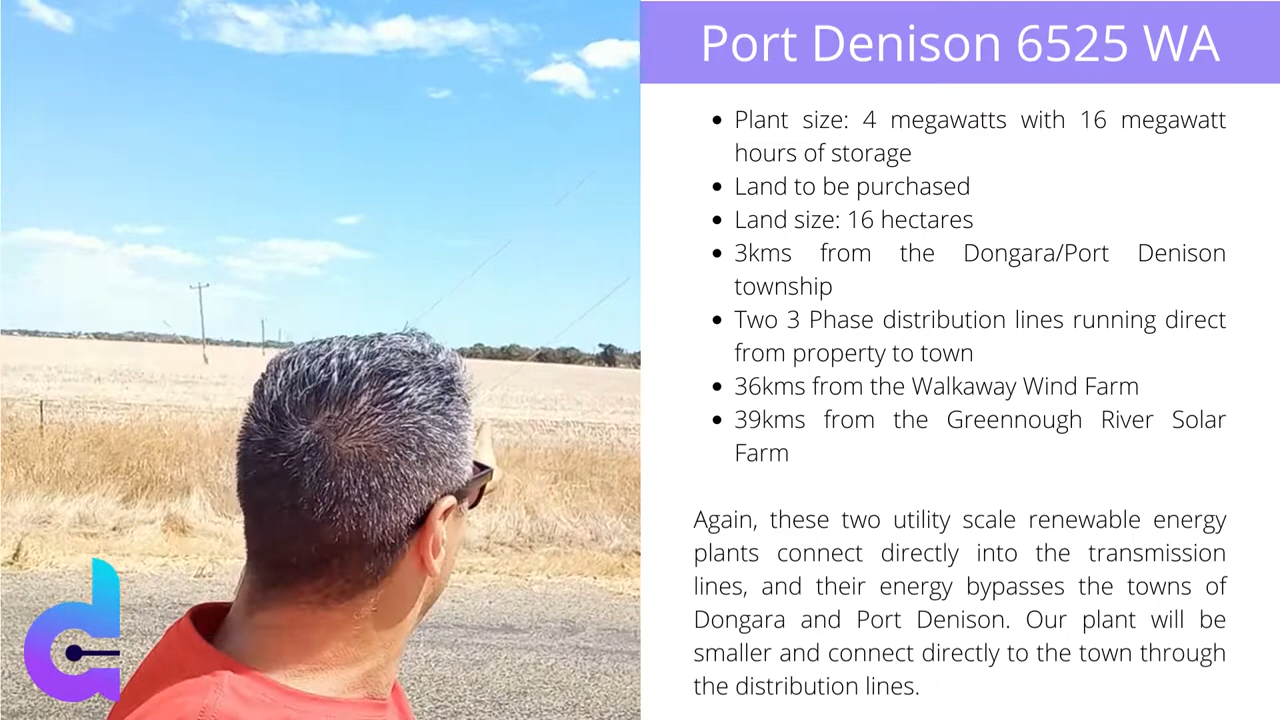 Port Denison 6525 WA
• Plant size: 4 megawatts with 16 megawatt
hours of storage
• Land to be purchased
• Land size: 16 hectares
• 3kms from the Dongara/Port Denison
township
• Two 3 Phase distribution lines running direct
from property to town
• 36kms from the Walkaway Wind Farm
• 39kms from the Greennough River Solar
Farm
Again, these two utility scale renewable energy
plants connect directly into the transmission
lines, and their energy bypasses the towns of
Dongara and Port Denison. Our plant will be
smaller and connect directly to the town through
the distribution lines.